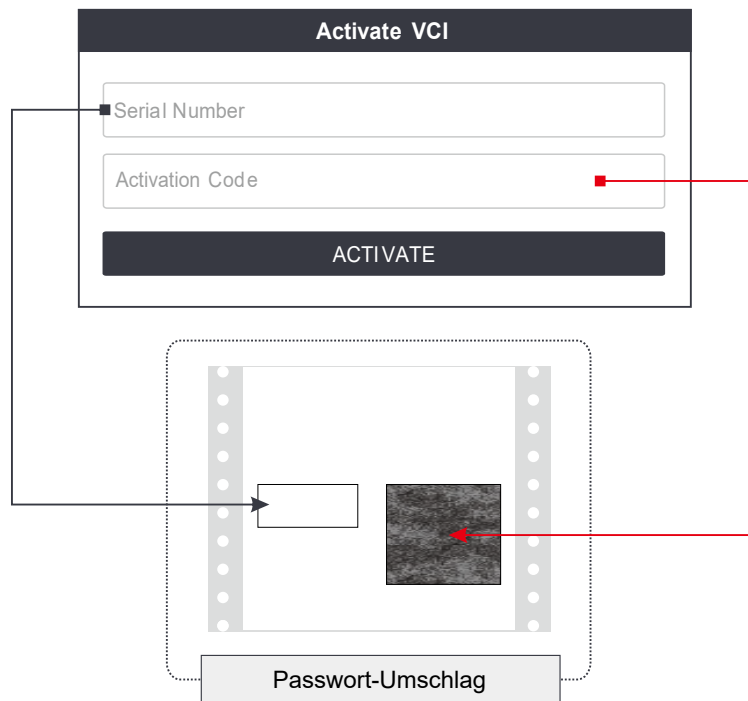 Activate VCI
Serial Number
Activation Code
ACTIVATE
Passwort-Umschlag